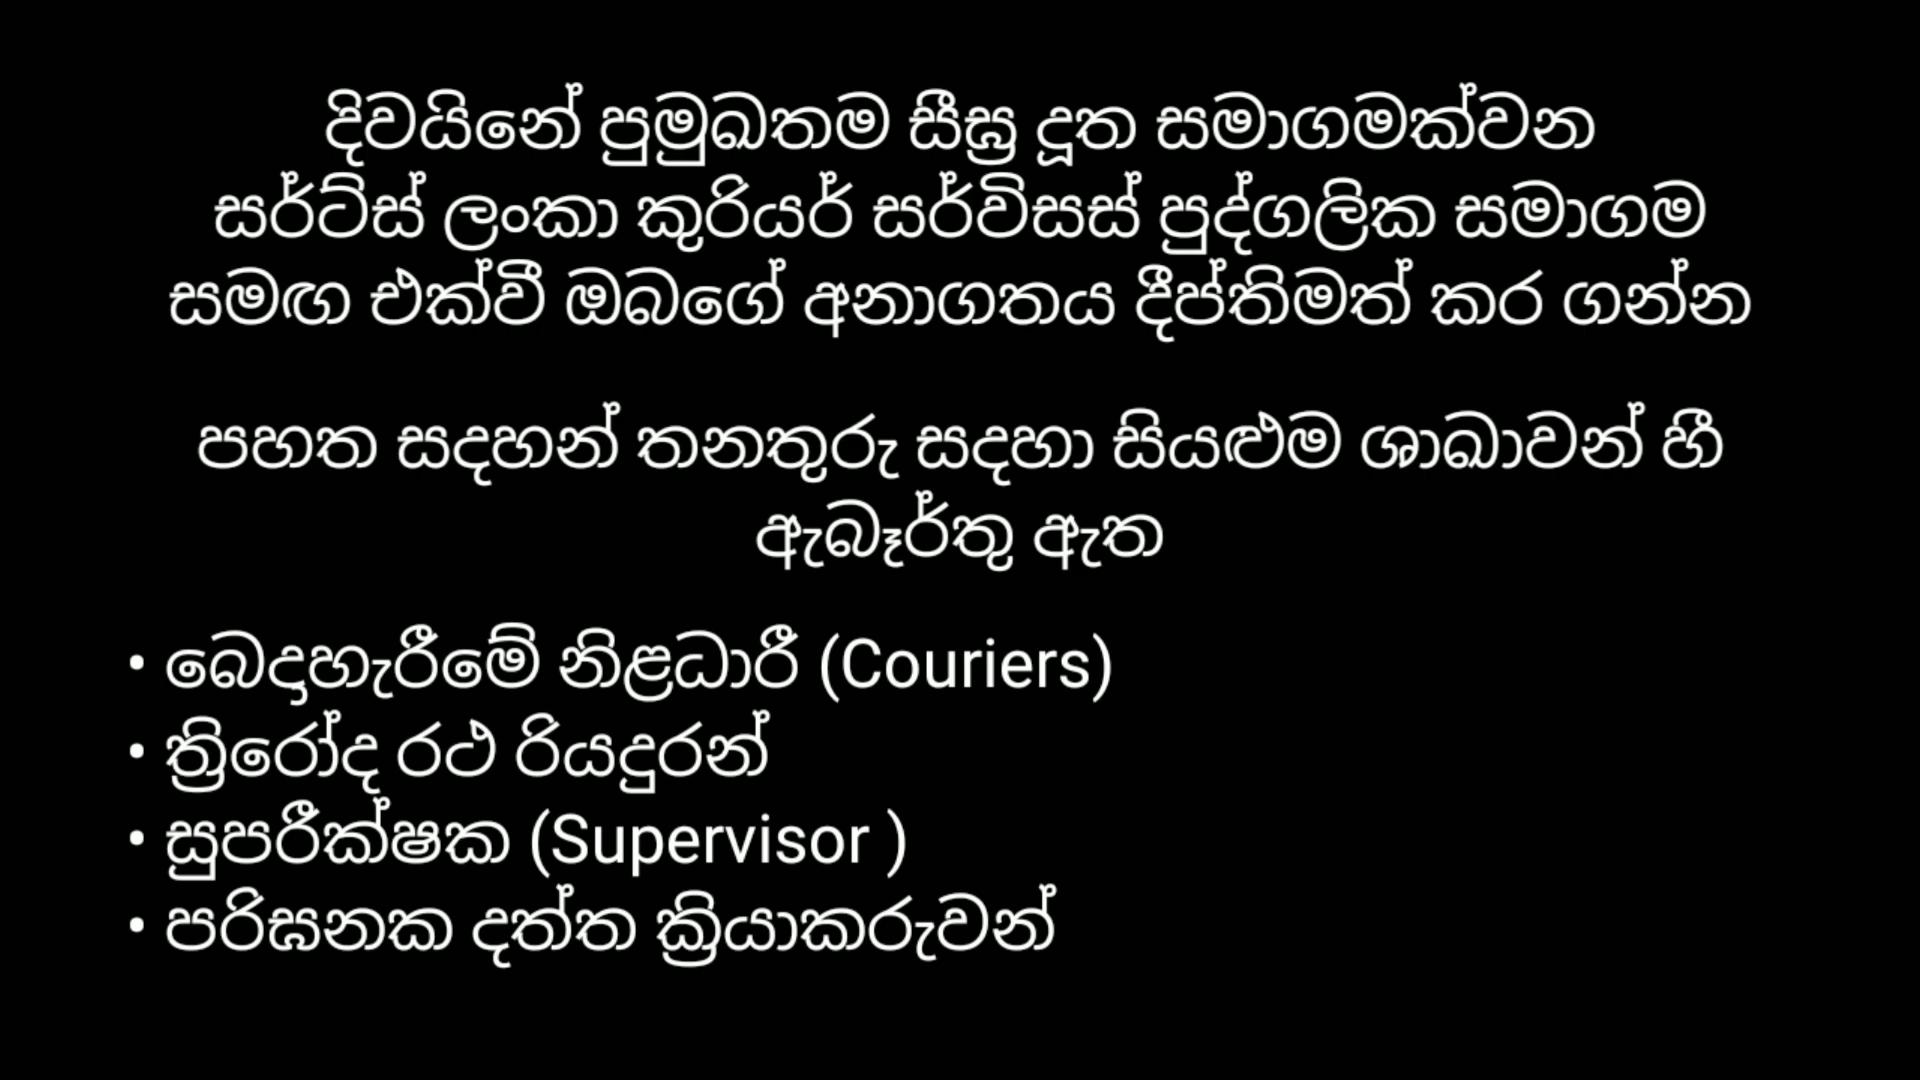 දිවයිනේ පුමුඛතම සීඝ්‍ර දූත සමාගමක්වන
සර්ට්ස් ලංකා කුරියර් සර්විසස් පුද්ගලික සමාගම
සමඟ එක්වී ඔබගේ අනාගතය දීප්තිමත් කර ගන්න
පහත සදහන් තනතුරු සදහා සියළුම ශාඛාවන් හී
ඇබෑර්තු ඇත
• බෙදාහැරීමේ නිළධාරී (Couriers)
• ත්‍රිරෝද රථ රියදුරන්
• සුපරීක්ෂක (Supervisor )
• පරිඝනක දත්ත ක්‍රියාකරුවන්